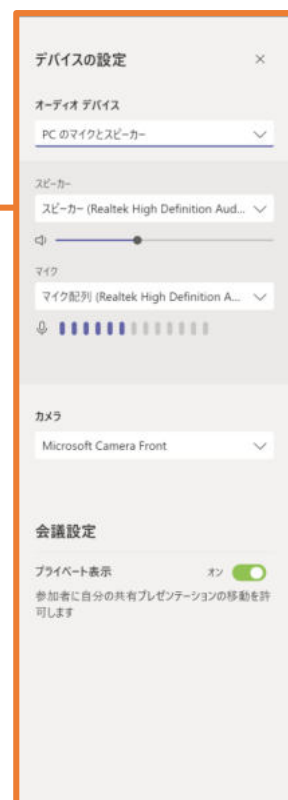 デバイスの設定
オーディオ デバイス
PC のマイクとスピーカー
スピーカー
スピーカー (Realtek High Definition Aud...
マイク
マイク配列 (Realtek High Definition A...
カメラ
Microsoft Camera Front
会議設定
プライベート表示 オン
参加者に自分の共有プレゼンテーションの移動を許
可します